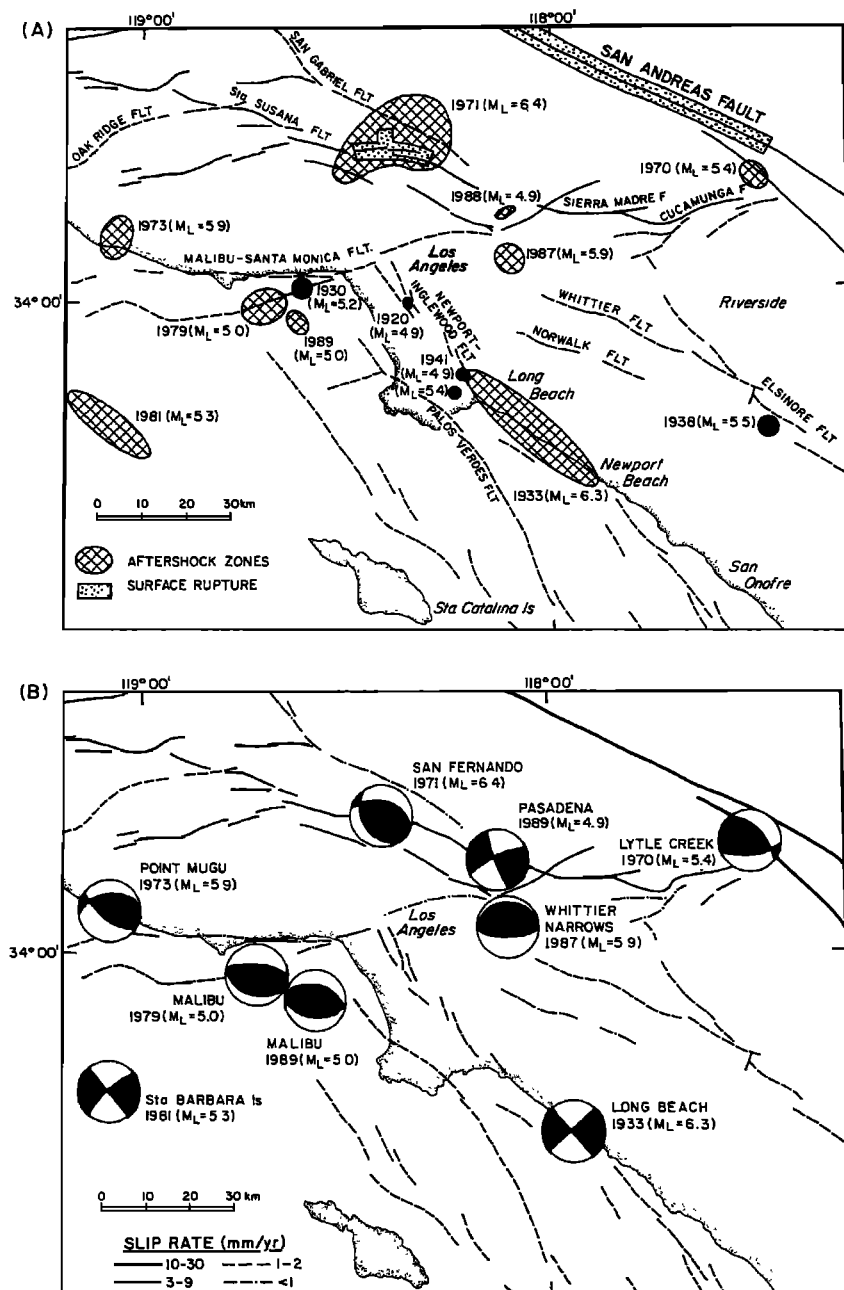 (A)
119°00'
118°00'
SAN GABRIEL FLT
SAN ANDREAS FAULT
Sta SUSANA FLT
OAK RIDGE FLT
1971 (ML=6.4)
1970 (ML=5.4)
1988 (ML=4.9)
SIERRA MADRE F
CUCAMUNGA F
1973 (ML=5.9)
MALIBU-SANTA MONICA FLT.
Los
Angeles
1987 (ML=5.9)
34°00'
1930
(ML=5.2)
NEWPORT-
INGLEWOOD FLT
WHITTIER FLT
Riverside
1979 (ML=5.0)
1989
(ML=5.0)
1920
(ML=4.9)
NORWALK FLT
1941
(ML=4.9)
(ML=5.4)
Long
Beach
ELSINORE FLT
1981 (ML=5.3)
PALOS VERDES FLT
1938 (ML=5.5)
Newport
Beach
1933 (ML=6.3)
0 10 20 30km
AFTERSHOCK ZONES
SURFACE RUPTURE
San
Onofre
Sta Catalina Is
(B)
119°00'
118°00'
SAN FERNANDO
1971 (ML=6.4)
PASADENA
1989 (ML=4.9)
LYTLE CREEK
1970 (ML=5.4)
POINT MUGU
1973 (ML=5.9)
Los
Angeles
WHITTIER
NARROWS
1987 (ML=5.9)
34°00'
MALIBU
1979 (ML=5.0)
MALIBU
1989 (ML=5.0)
Sta BARBARA Is
1981 (ML=5.3)
LONG BEACH
1933 (ML=6.3)
0 10 20 30 km
SLIP RATE (mm/yr)
10-30
1-2
3-9
<1